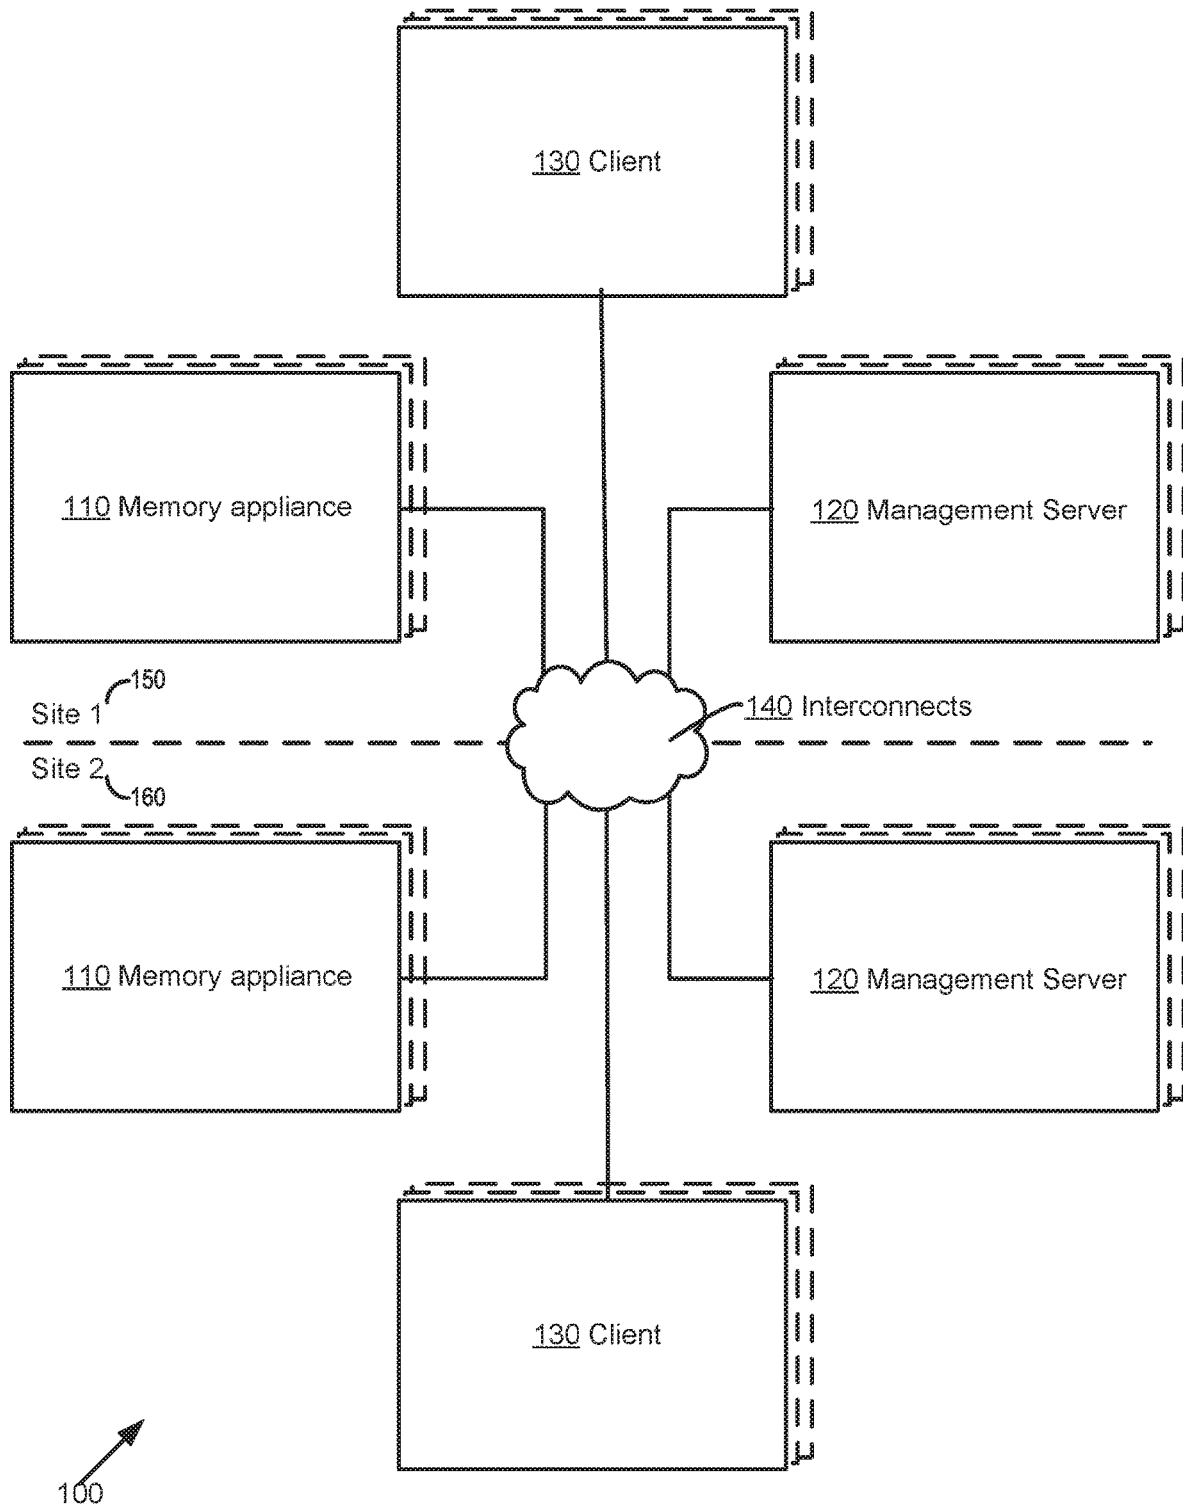 130 Client
110 Memory appliance
120 Management Server
150
Site 1
140 Interconnects
Site 2
160
110 Memory appliance
120 Management Server
130 Client
100